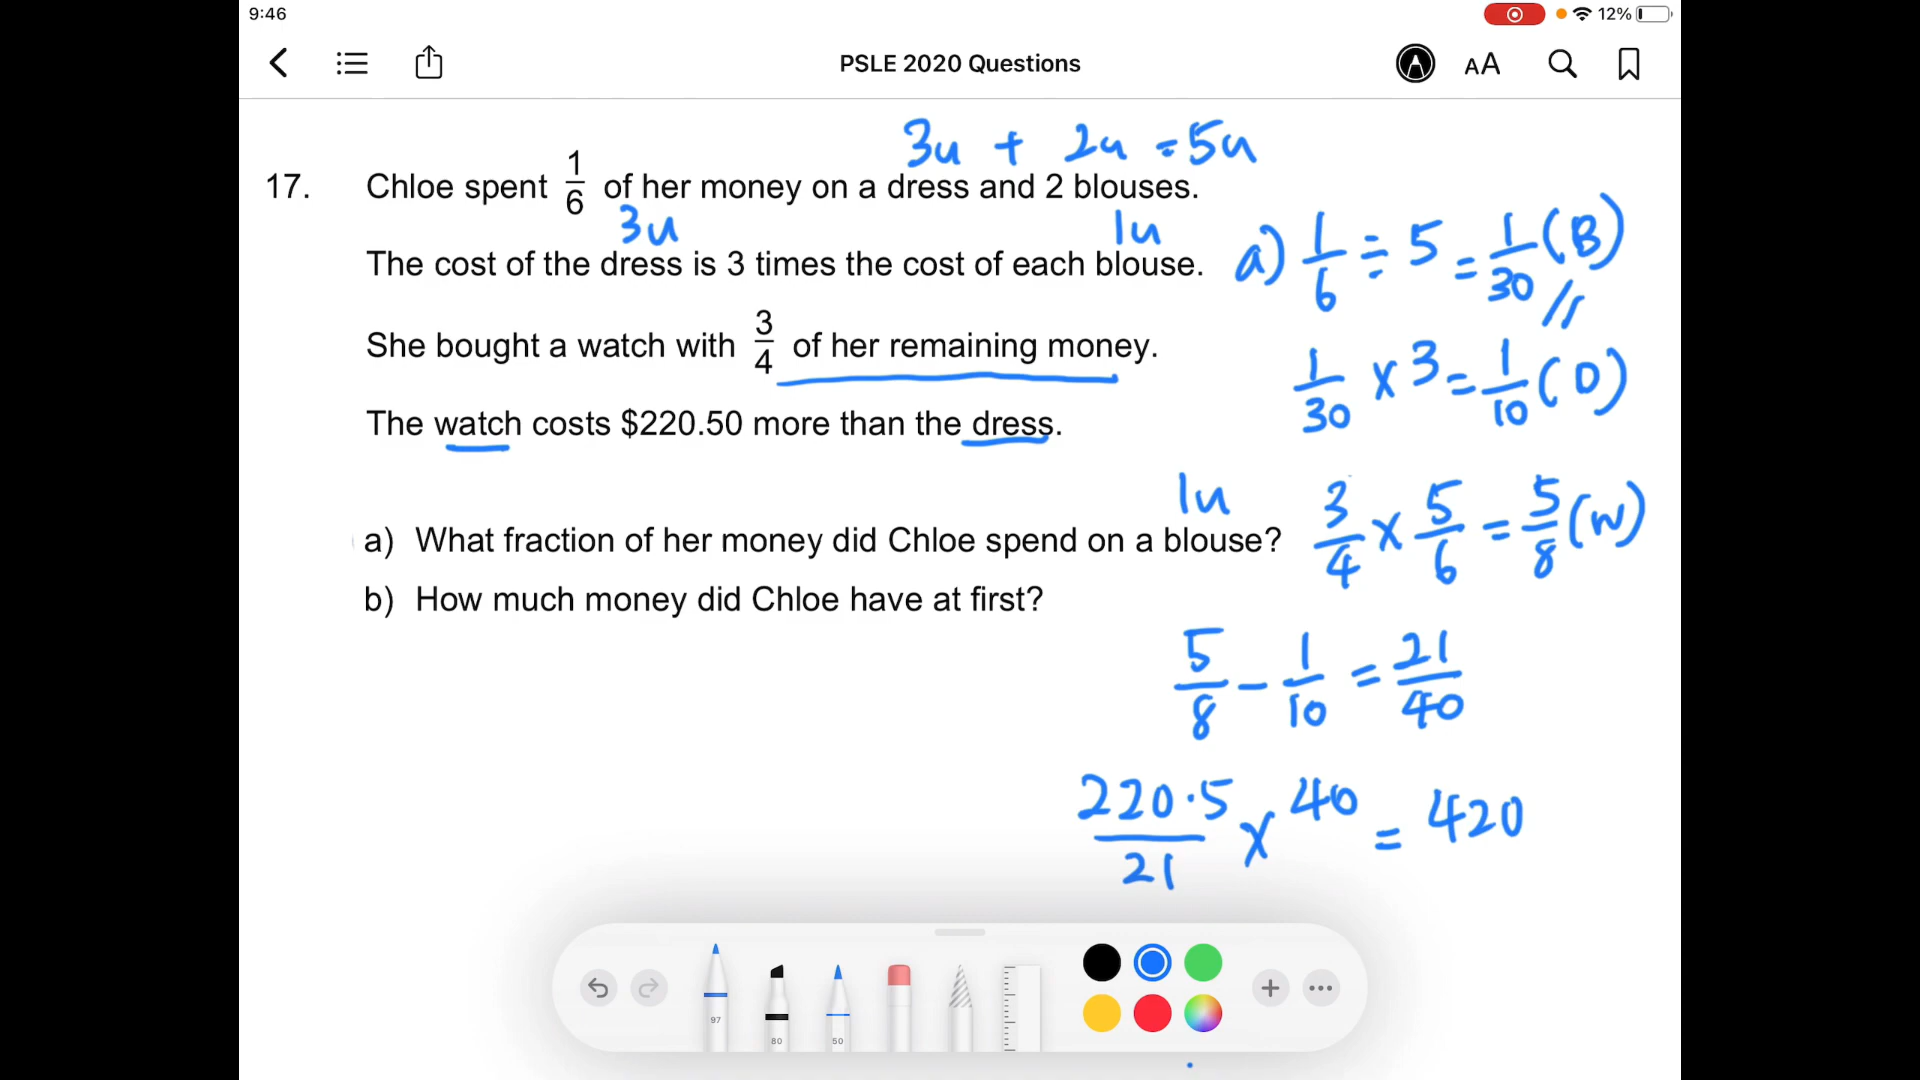 9:46
12%
PSLE 2020 Questions
AA
3u + 2u = 5u
17. Chloe spent 1/6 of her money on a dress and 2 blouses.
3u 1u
The cost of the dress is 3 times the cost of each blouse.
a) 1/6 ÷ 5 = 1/30 (B)
She bought a watch with 3/4 of her remaining money.
1/30 x 3 = 1/10 (D)
The watch costs $220.50 more than the dress.
1u
a) What fraction of her money did Chloe spend on a blouse?
3/4 x 5/6 = 5/8 (W)
b) How much money did Chloe have at first?
5/8 - 1/10 = 21/40
220.5/21 x 40 = 420
97
80
50